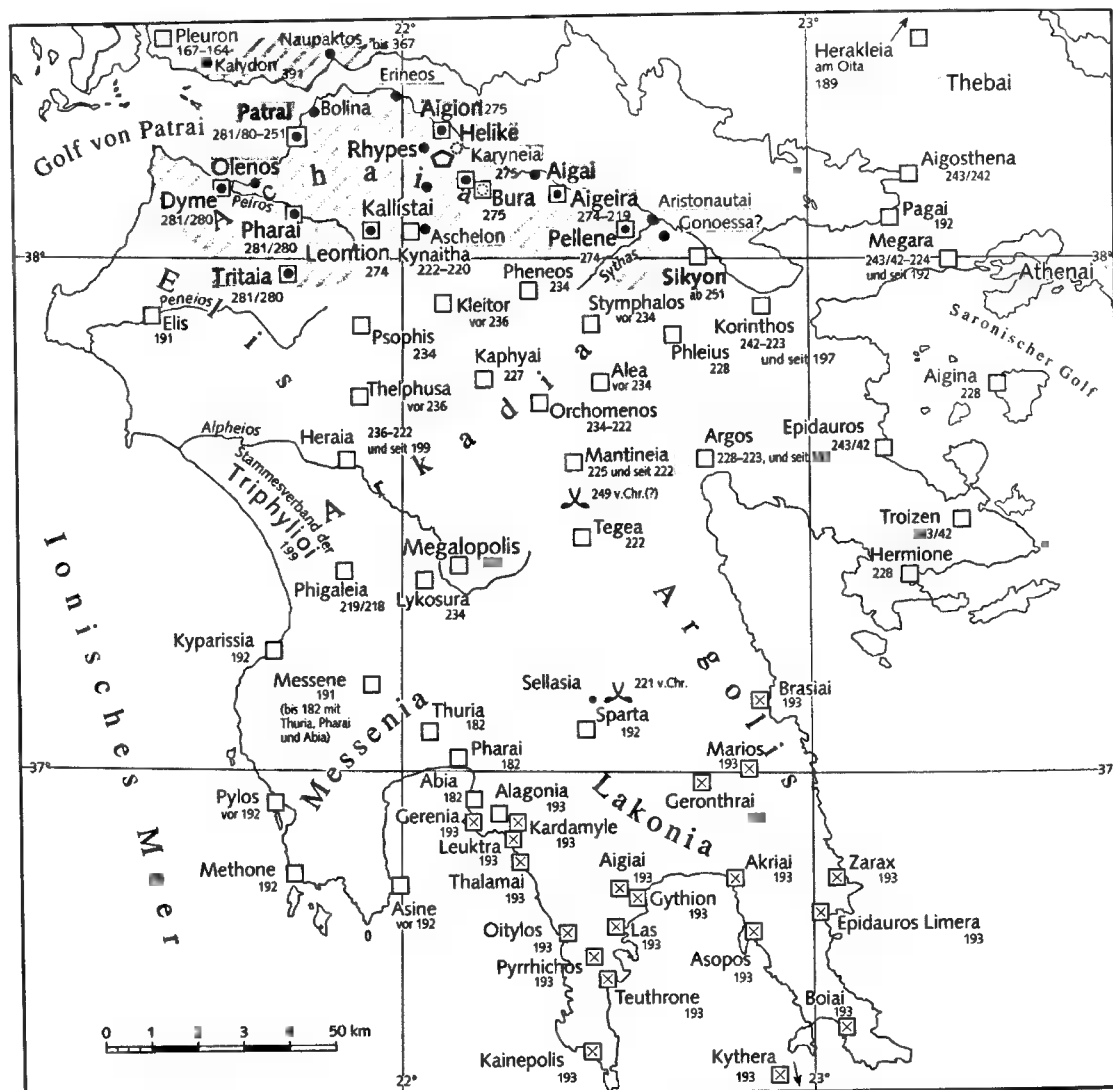 22°
23°
Pleuron
167–164
Kalydon
391
Naupaktos
bis 367
Erineos
Herakleia
am Oita
189
Thebai
Golf von Patrai
Patrai
281/80–251
Bolina
Aigion
275
Helike
Rhypes
Karyneia
275
Aigai
Aigosthena
243/242
Olenos
Dyme
281/280
Peiros
Achaia
Bura
275
Aigeira
274–219
Aristonautai
Gonoessa?
Pagai
192
Pharai
281/280
Kallistai
Leontion
274
Aschelon
Kynaitha
222–220
Pellene
274
Sythas
Megara
243/42–224
und seit 192
38°
38°
Tritaia
281/280
Pheneos
234
Sikyon
ab 251
Athenai
Elis
Peneios
Elis
191
Kleitor
vor 236
Stymphalos
vor 234
Korinthos
242–223
und seit 197
Saronischer Golf
Psophis
234
Phleius
228
Kaphyai
227
Alea
vor 234
Aigina
228
Thelphusa
vor 236
Orchomenos
234–222
Arkadia
Alpheios
Heraia
236–222
und seit 199
Mantineia
225 und seit 222
Argos
228–223, und seit
Epidauros
243/42
Stammesverband der
Triphylioi
199
249 v.Chr.(?)
Troizen
3/42
Tegea
222
Megalopolis
Hermione
228
Phigaleia
219/218
Lykosura
234
Ionisches Mer
Argolis
Kyparissia
192
Messene
191
(bis 182 mit
Thuria, Pharai
und Abia)
Sellasia
221 v.Chr.
Brasiai
193
Messenia
Thuria
182
Sparta
192
Pharai
182
Marios
193
37°
37
Abia
182
Alagonia
193
Lakonia
Geronthrai
Pylos
vor 192
Gerenia
193
Kardamyle
193
Leuktra
193
Methone
192
Thalamai
193
Aigiai
193
Akriai
193
Zarax
193
Asine
vor 192
Gythion
193
Epidauros Limera
193
Oitylos
193
Las
193
Asopos
193
Pyrrhichos
193
Teuthrone
193
Boiai
193
0 1 3 50 km
Kainepolis
193
Kythera
193
22°
23°